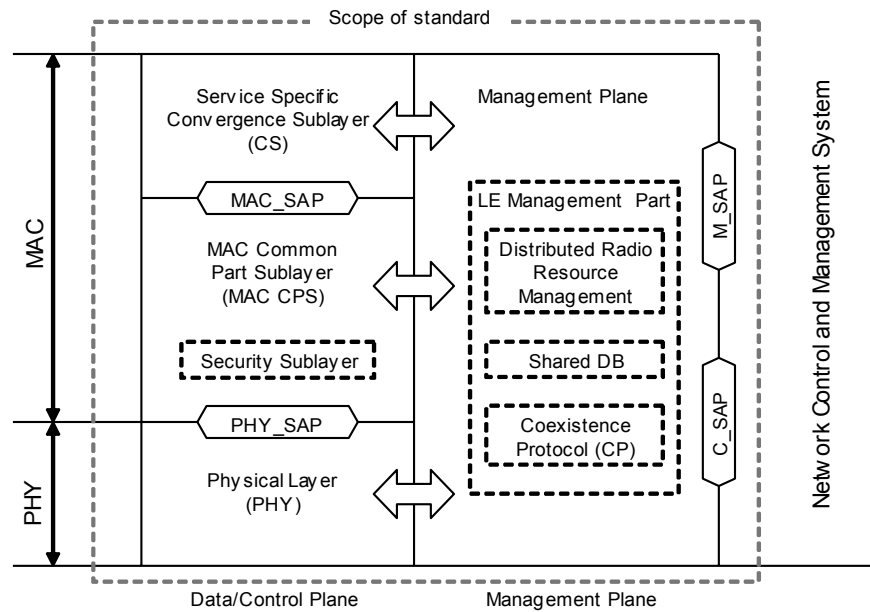 Scope of standard
Service Specific
Convergence Sublayer
(CS)
Management Plane
MAC_SAP
LE Management Part
MAC Common
Part Sublayer
(MAC CPS)
Distributed Radio
Resource
Management
Security Sublayer
Shared DB
PHY_SAP
Coexistence
Protocol (CP)
Physical Layer
(PHY)
MAC
PHY
M_SAP
C_SAP
Network Control and Management System
Data/Control Plane
Management Plane